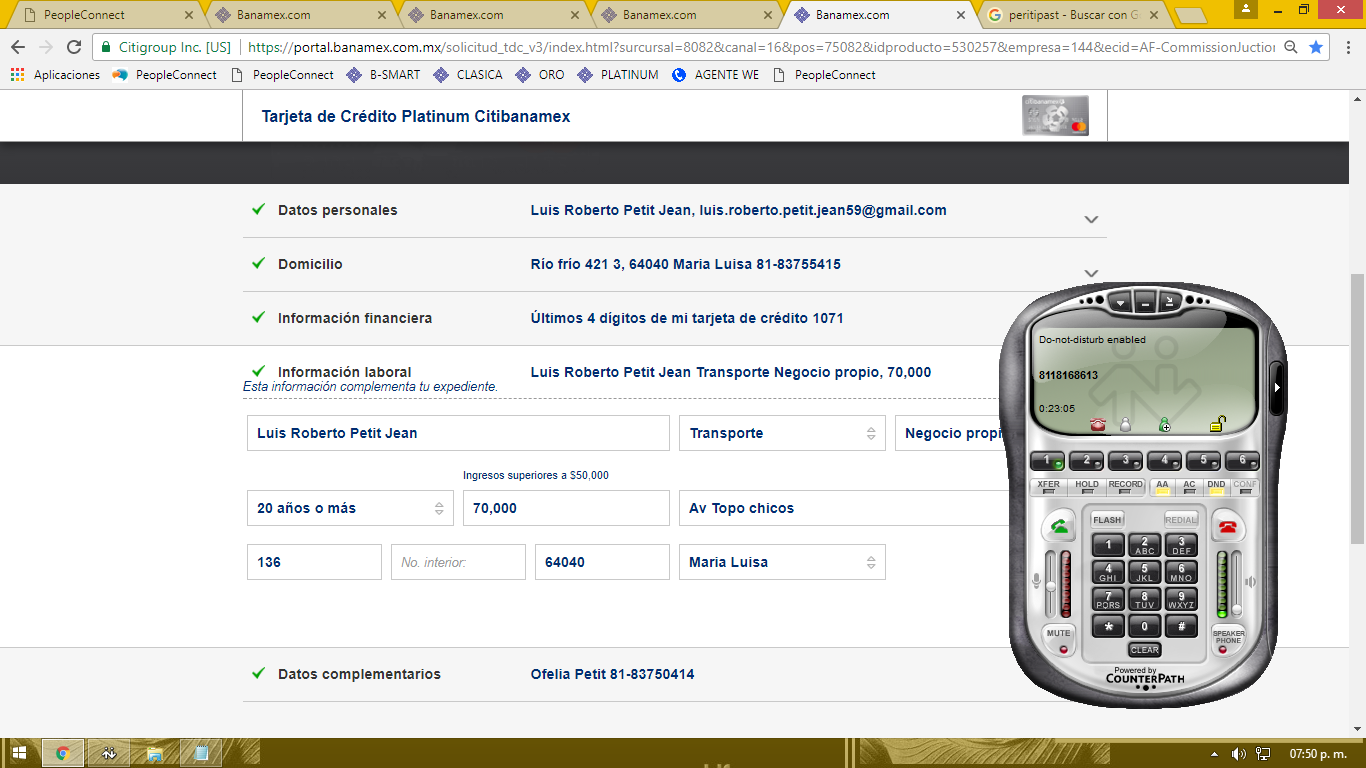 PeopleConnect
Banamex.com
Banamex.com
Banamex.com
Banamex.com
peritipast - Buscar con G
Citigroup Inc. [US]
https://portal.banamex.com.mx/solicitud_tdc_v3/index.html?surcursal=8082&canal=16&pos=75082&idproducto=530257&empresa=144&ecid=AF-CommissionJuction
Aplicaciones
PeopleConnect
PeopleConnect
B-SMART
CLASICA
ORO
PLATINUM
AGENTE WE
PeopleConnect
Tarjeta de Crédito Platinum Citibanamex
Datos personales
Luis Roberto Petit Jean, luis.roberto.petit.jean59@gmail.com
Domicilio
Río frío 421 3, 64040 Maria Luisa 81-83755415
Información financiera
Últimos 4 dígitos de mi tarjeta de crédito 1071
Información laboral
Luis Roberto Petit Jean Transporte Negocio propio, 70,000
Esta información complementa tu expediente.
Luis Roberto Petit Jean
Transporte
Negocio propi
Ingresos superiores a $50,000
20 años o más
70,000
Av Topo chicos
136
No. interior:
64040
Maria Luisa
Datos complementarios
Ofelia Petit 81-83750414
Do-not-disturb enabled
8118168613
0:23:05
1 2 3 4 5 6
XFER HOLD RECORD AA AC DND CONF
FLASH REDIAL
1 2 ABC 3 DEF
4 GHI 5 JKL 6 MNO
7 PQRS 8 TUV 9 WXYZ
* 0 #
MUTE
SPEAKER PHONE
CLEAR
Powered by
COUNTERPATH
07:50 p. m.